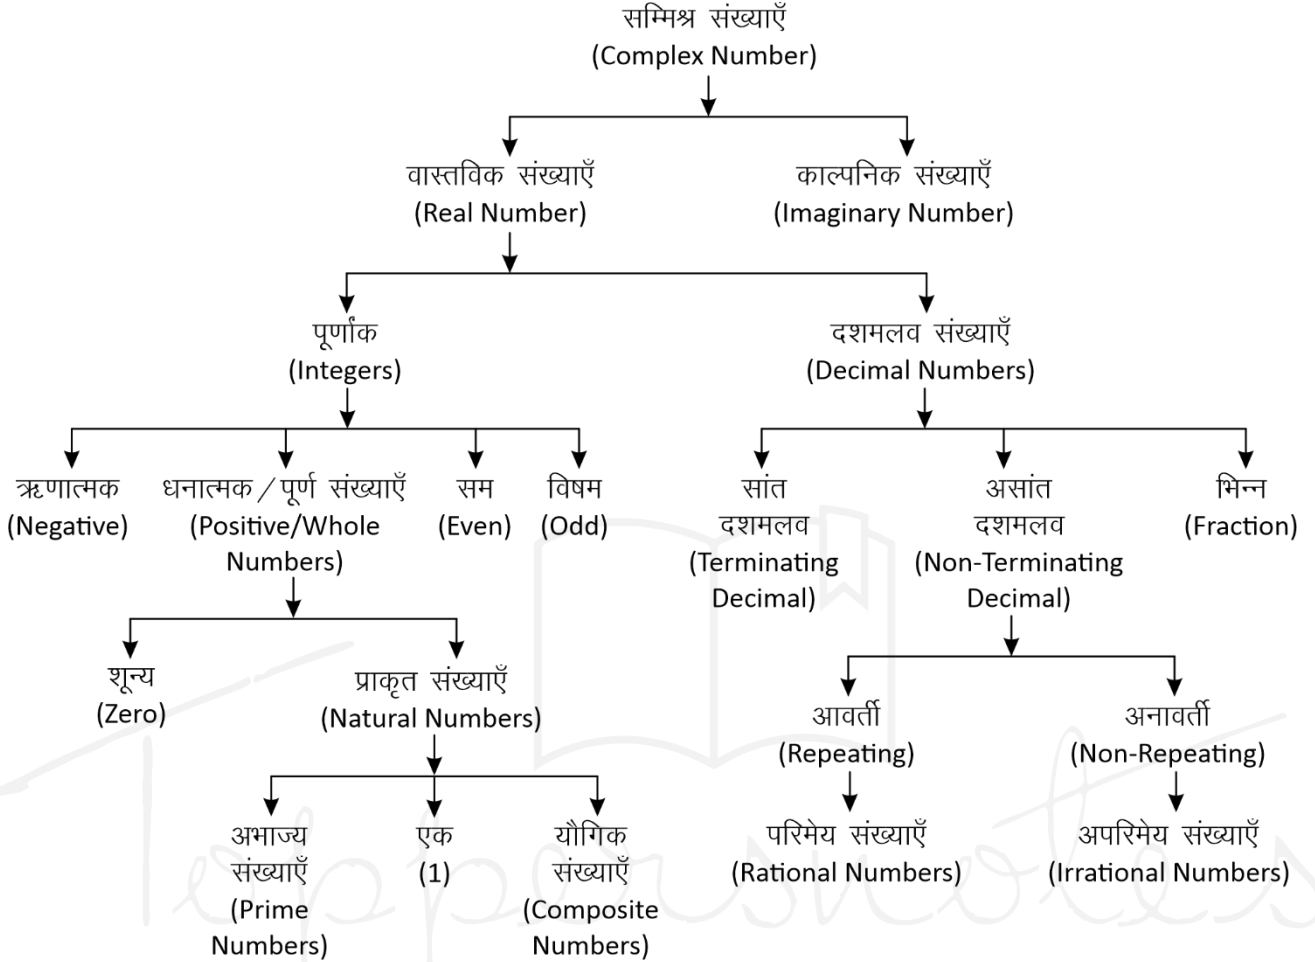 सम्मिश्र संख्याएँ
(Complex Number)
वास्तविक संख्याएँ
(Real Number)
काल्पनिक संख्याएँ
(Imaginary Number)
पूर्णांक
(Integers)
दशमलव संख्याएँ
(Decimal Numbers)
ऋणात्मक
(Negative)
धनात्मक / पूर्ण संख्याएँ
(Positive/Whole
Numbers)
सम
(Even)
विषम
(Odd)
सांत
दशमलव
(Terminating
Decimal)
असांत
दशमलव
(Non-Terminating
Decimal)
भिन्न
(Fraction)
शून्य
(Zero)
प्राकृत संख्याएँ
(Natural Numbers)
आवर्ती
(Repeating)
अनावर्ती
(Non-Repeating)
अभाज्य
संख्याएँ
(Prime
Numbers)
एक
(1)
यौगिक
संख्याएँ
(Composite
Numbers)
परिमेय संख्याएँ
(Rational Numbers)
अपरिमेय संख्याएँ
(Irrational Numbers)
Toppersnotes